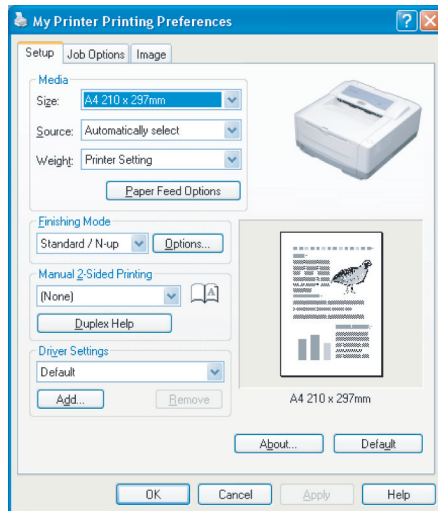 My Printer Printing Preferences
Setup Job Options Image
Media
Size: A4 210 x 297mm
Source: Automatically select
Weight: Printer Setting
Paper Feed Options
Finishing Mode
Standard / N-up Options...
Manual 2-Sided Printing
(None) A
Duplex Help
Driver Settings
Default
Add... Remove
A4 210 x 297mm
About... Default
OK Cancel Apply Help